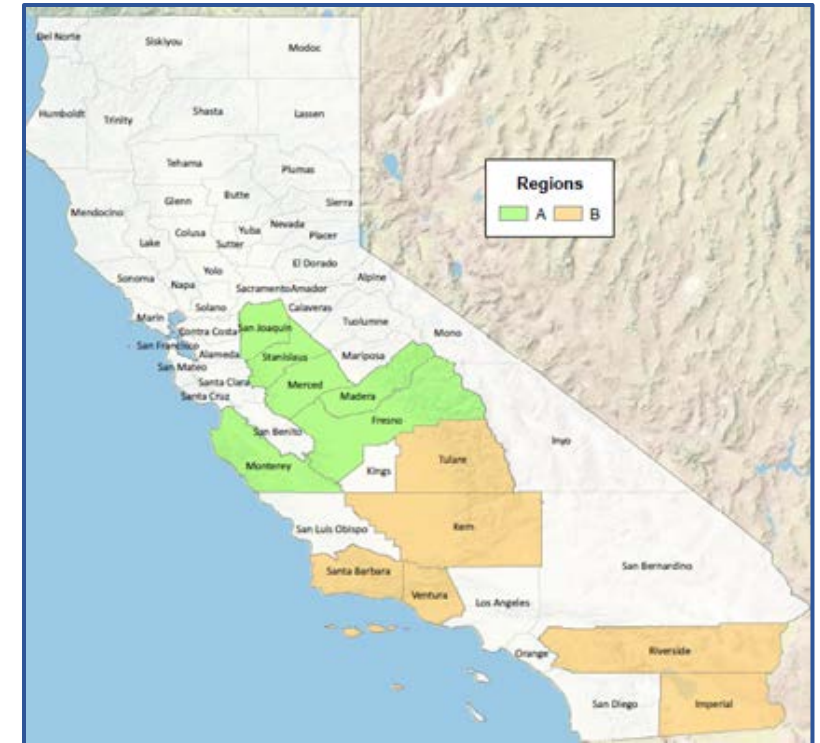 Del Norte
Siskiyou
Modoc
Humboldt
Trinity
Shasta
Lassen
Tehama
Plumas
Regions
A B
Glenn
Butte
Sierra
Mendocino
Colusa
Yuba
Nevada
Placer
Lake
Sutter
El Dorado
Sonoma
Napa
Yolo
Alpine
Sacramento
Amador
Solano
Calaveras
Marin
Contra Costa
San Joaquin
Tuolumne
Mono
San Francisco
Alameda
Stanislaus
Mariposa
San Mateo
Santa Clara
Merced
Santa Cruz
Madera
Fresno
San Benito
Inyo
Monterey
Kings
Tulare
San Luis Obispo
Kern
San Bernardino
Santa Barbara
Ventura
Los Angeles
Orange
Riverside
San Diego
Imperial